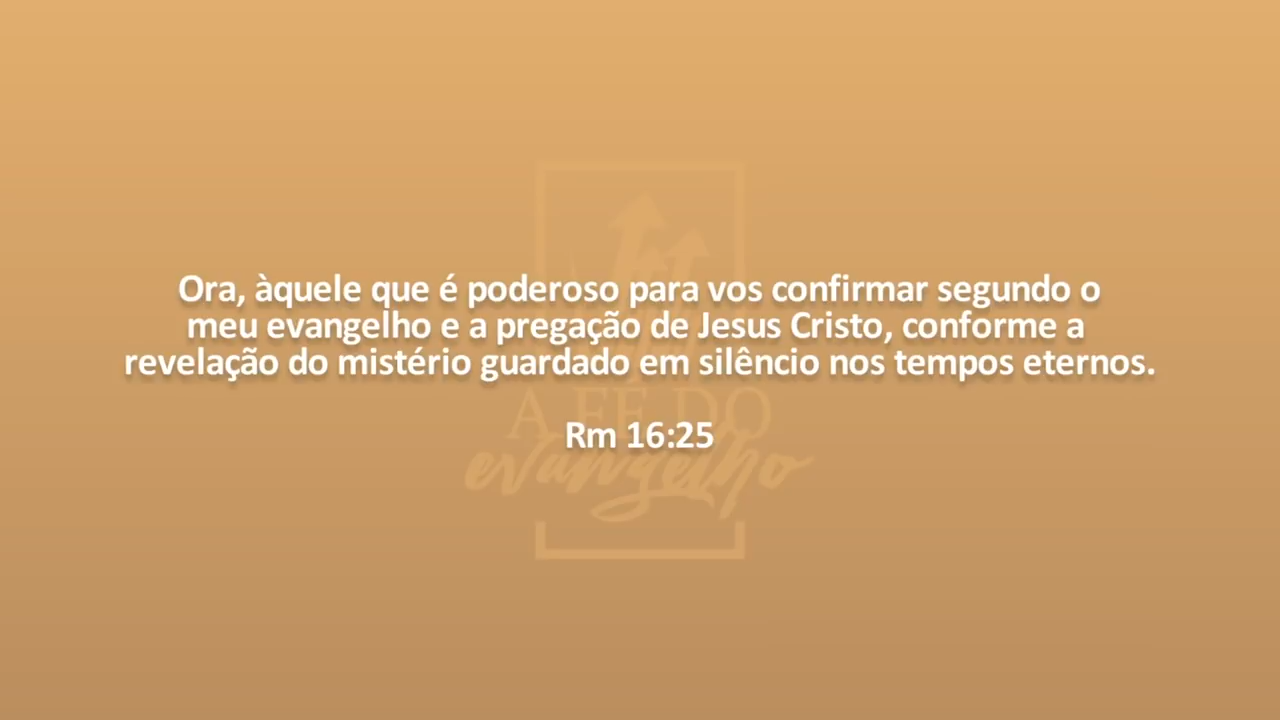 Ora, àquele que é poderoso para vos confirmar segundo o
meu evangelho e a pregação de Jesus Cristo, conforme a
revelação do mistério guardado em silêncio nos tempos eternos.
A FÉ DO
Rm 16:25
evangelho